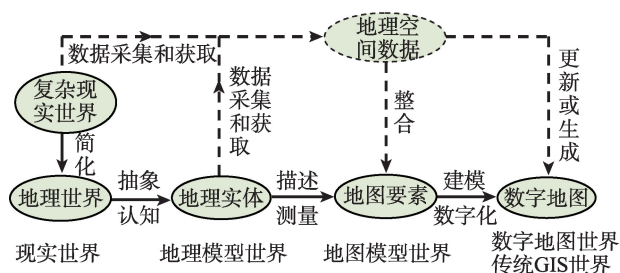 数据采集和获取
地理空
间数据
复杂现
实世界
数据
采集
和获
取
整合
更新或生成
简化
地理世界
抽象
认知
地理实体
描述
测量
地图要素
建模
数字化
数字地图
现实世界
地理模型世界
地图模型世界
数字地图世界
传统GIS世界